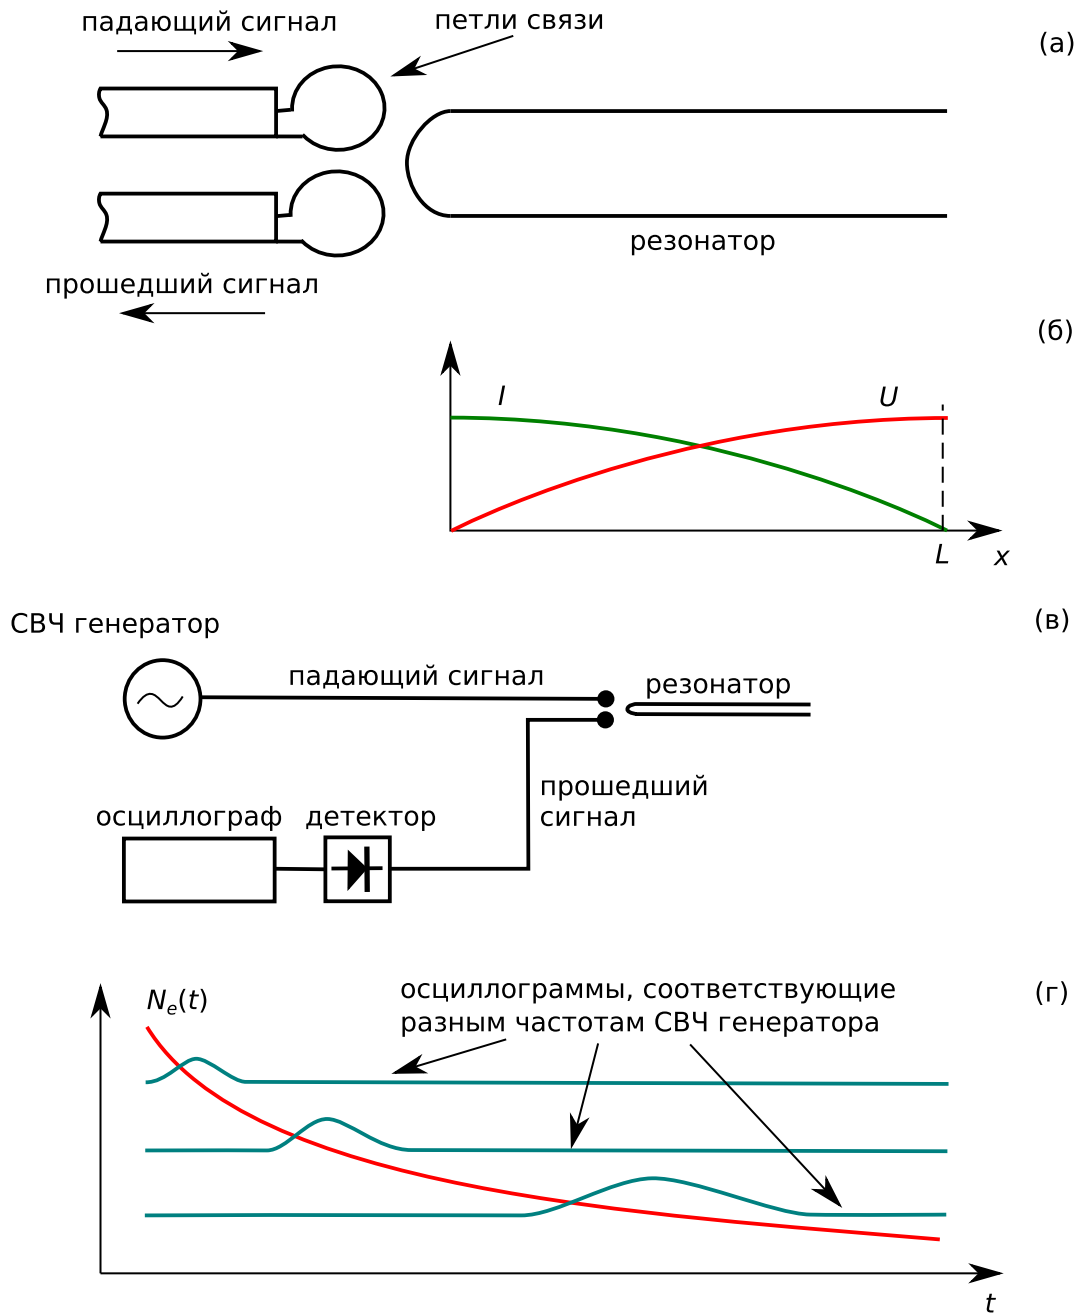 падающий сигнал
петли связи
(а)
резонатор
прошедший сигнал
(б)
I
U
L
x
СВЧ генератор
(в)
падающий сигнал
резонатор
прошедший
сигнал
осциллограф
детектор
Nₑ(t)
осциллограммы, соответствующие
разным частотам СВЧ генератора
(г)
t